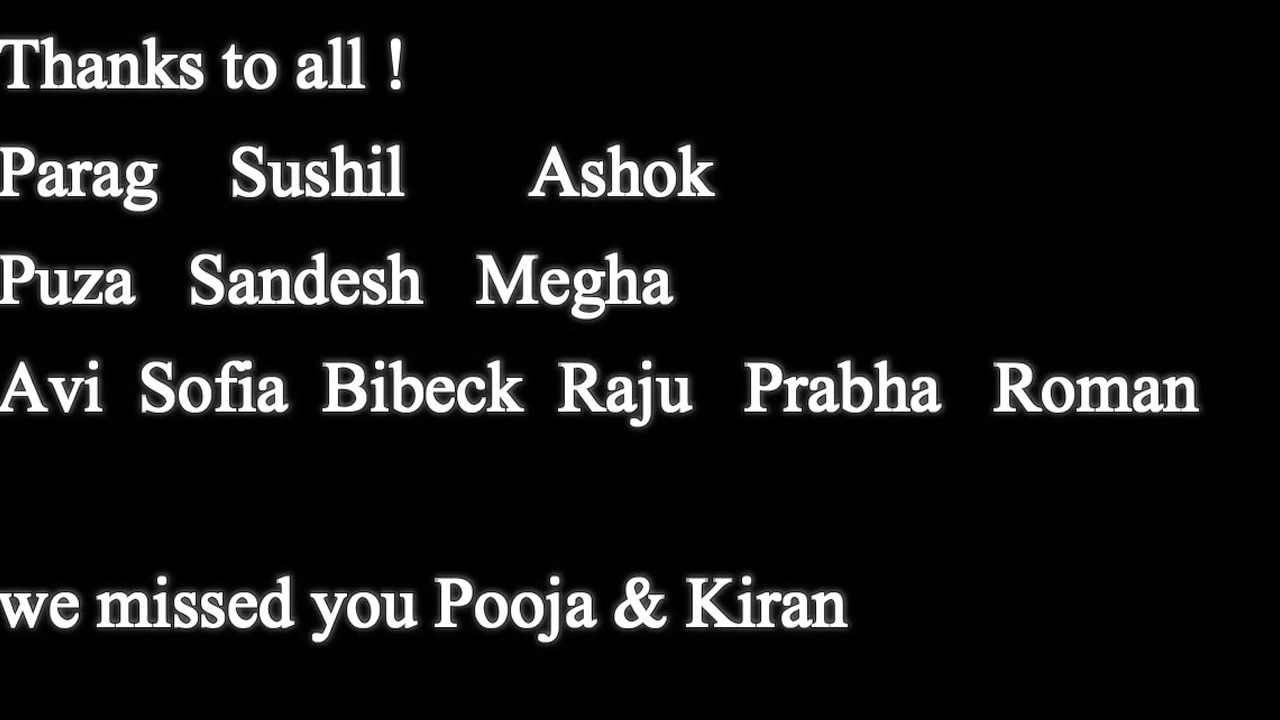 Thanks to all !
Parag Sushil Ashok
Puza Sandesh Megha
Avi Sofia Bibeck Raju Prabha Roman
we missed you Pooja & Kiran